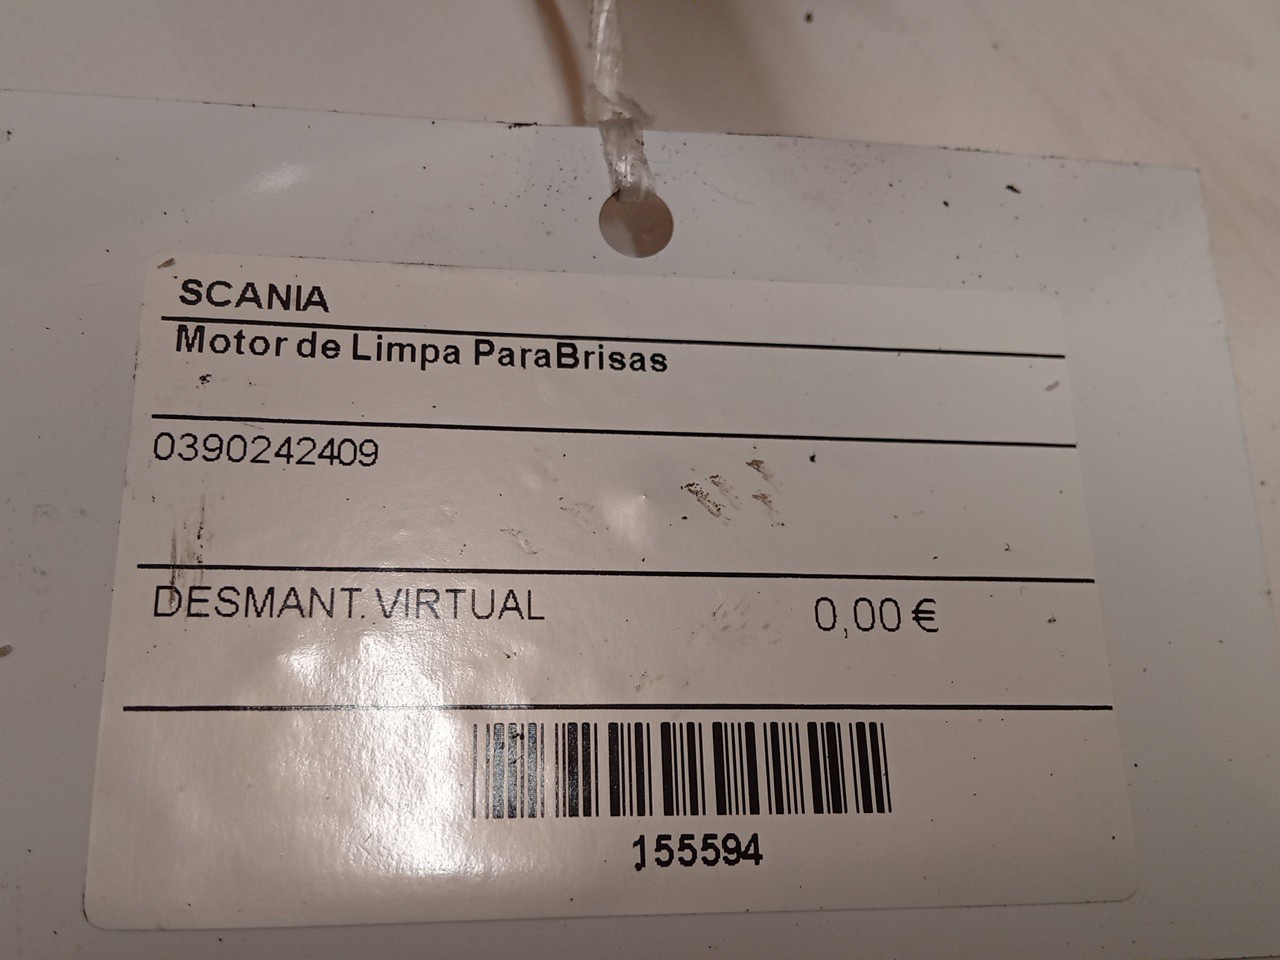 SCANIA
Motor de Limpa ParaBrisas
0390242409
DESMANT. VIRTUAL 0,00 €
155594